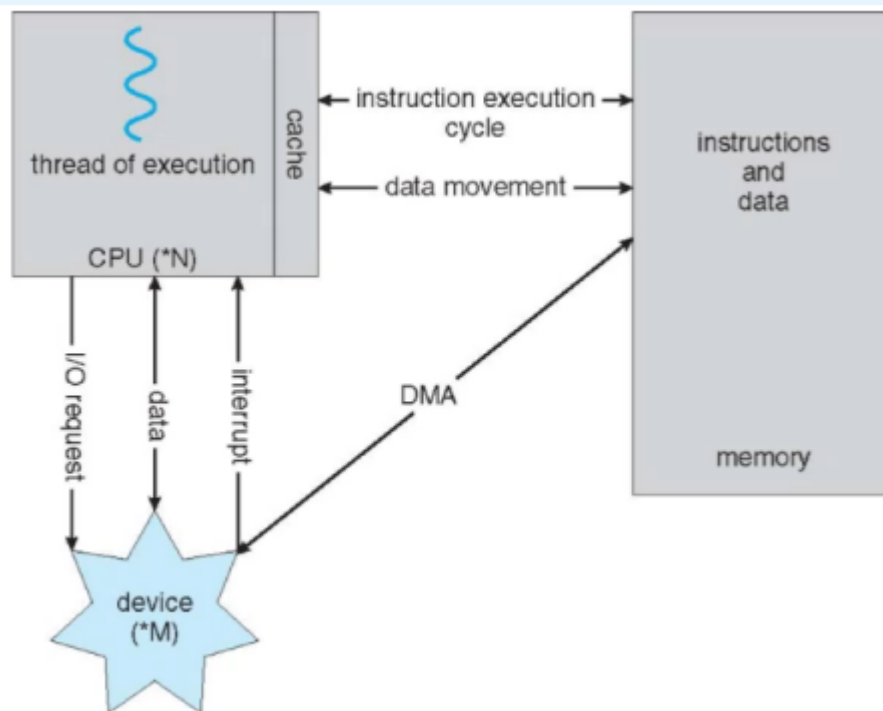 thread of execution
CPU (*N)
cache
instruction execution
cycle
data movement
instructions
and
data
memory
I/O request
data
interrupt
DMA
device
(*M)